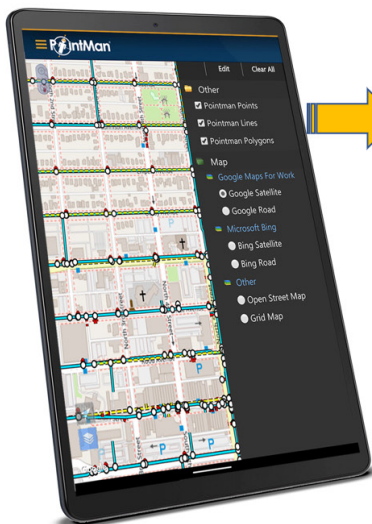 PointMan
Edit Clear All
Other
Pointman Points
Pointman Lines
Pointman Polygons
Map
Google Maps For Work
Google Satellite
Google Road
Microsoft Bing
Bing Satellite
Bing Road
Other
Open Street Map
Grid Map
P
P
P
P